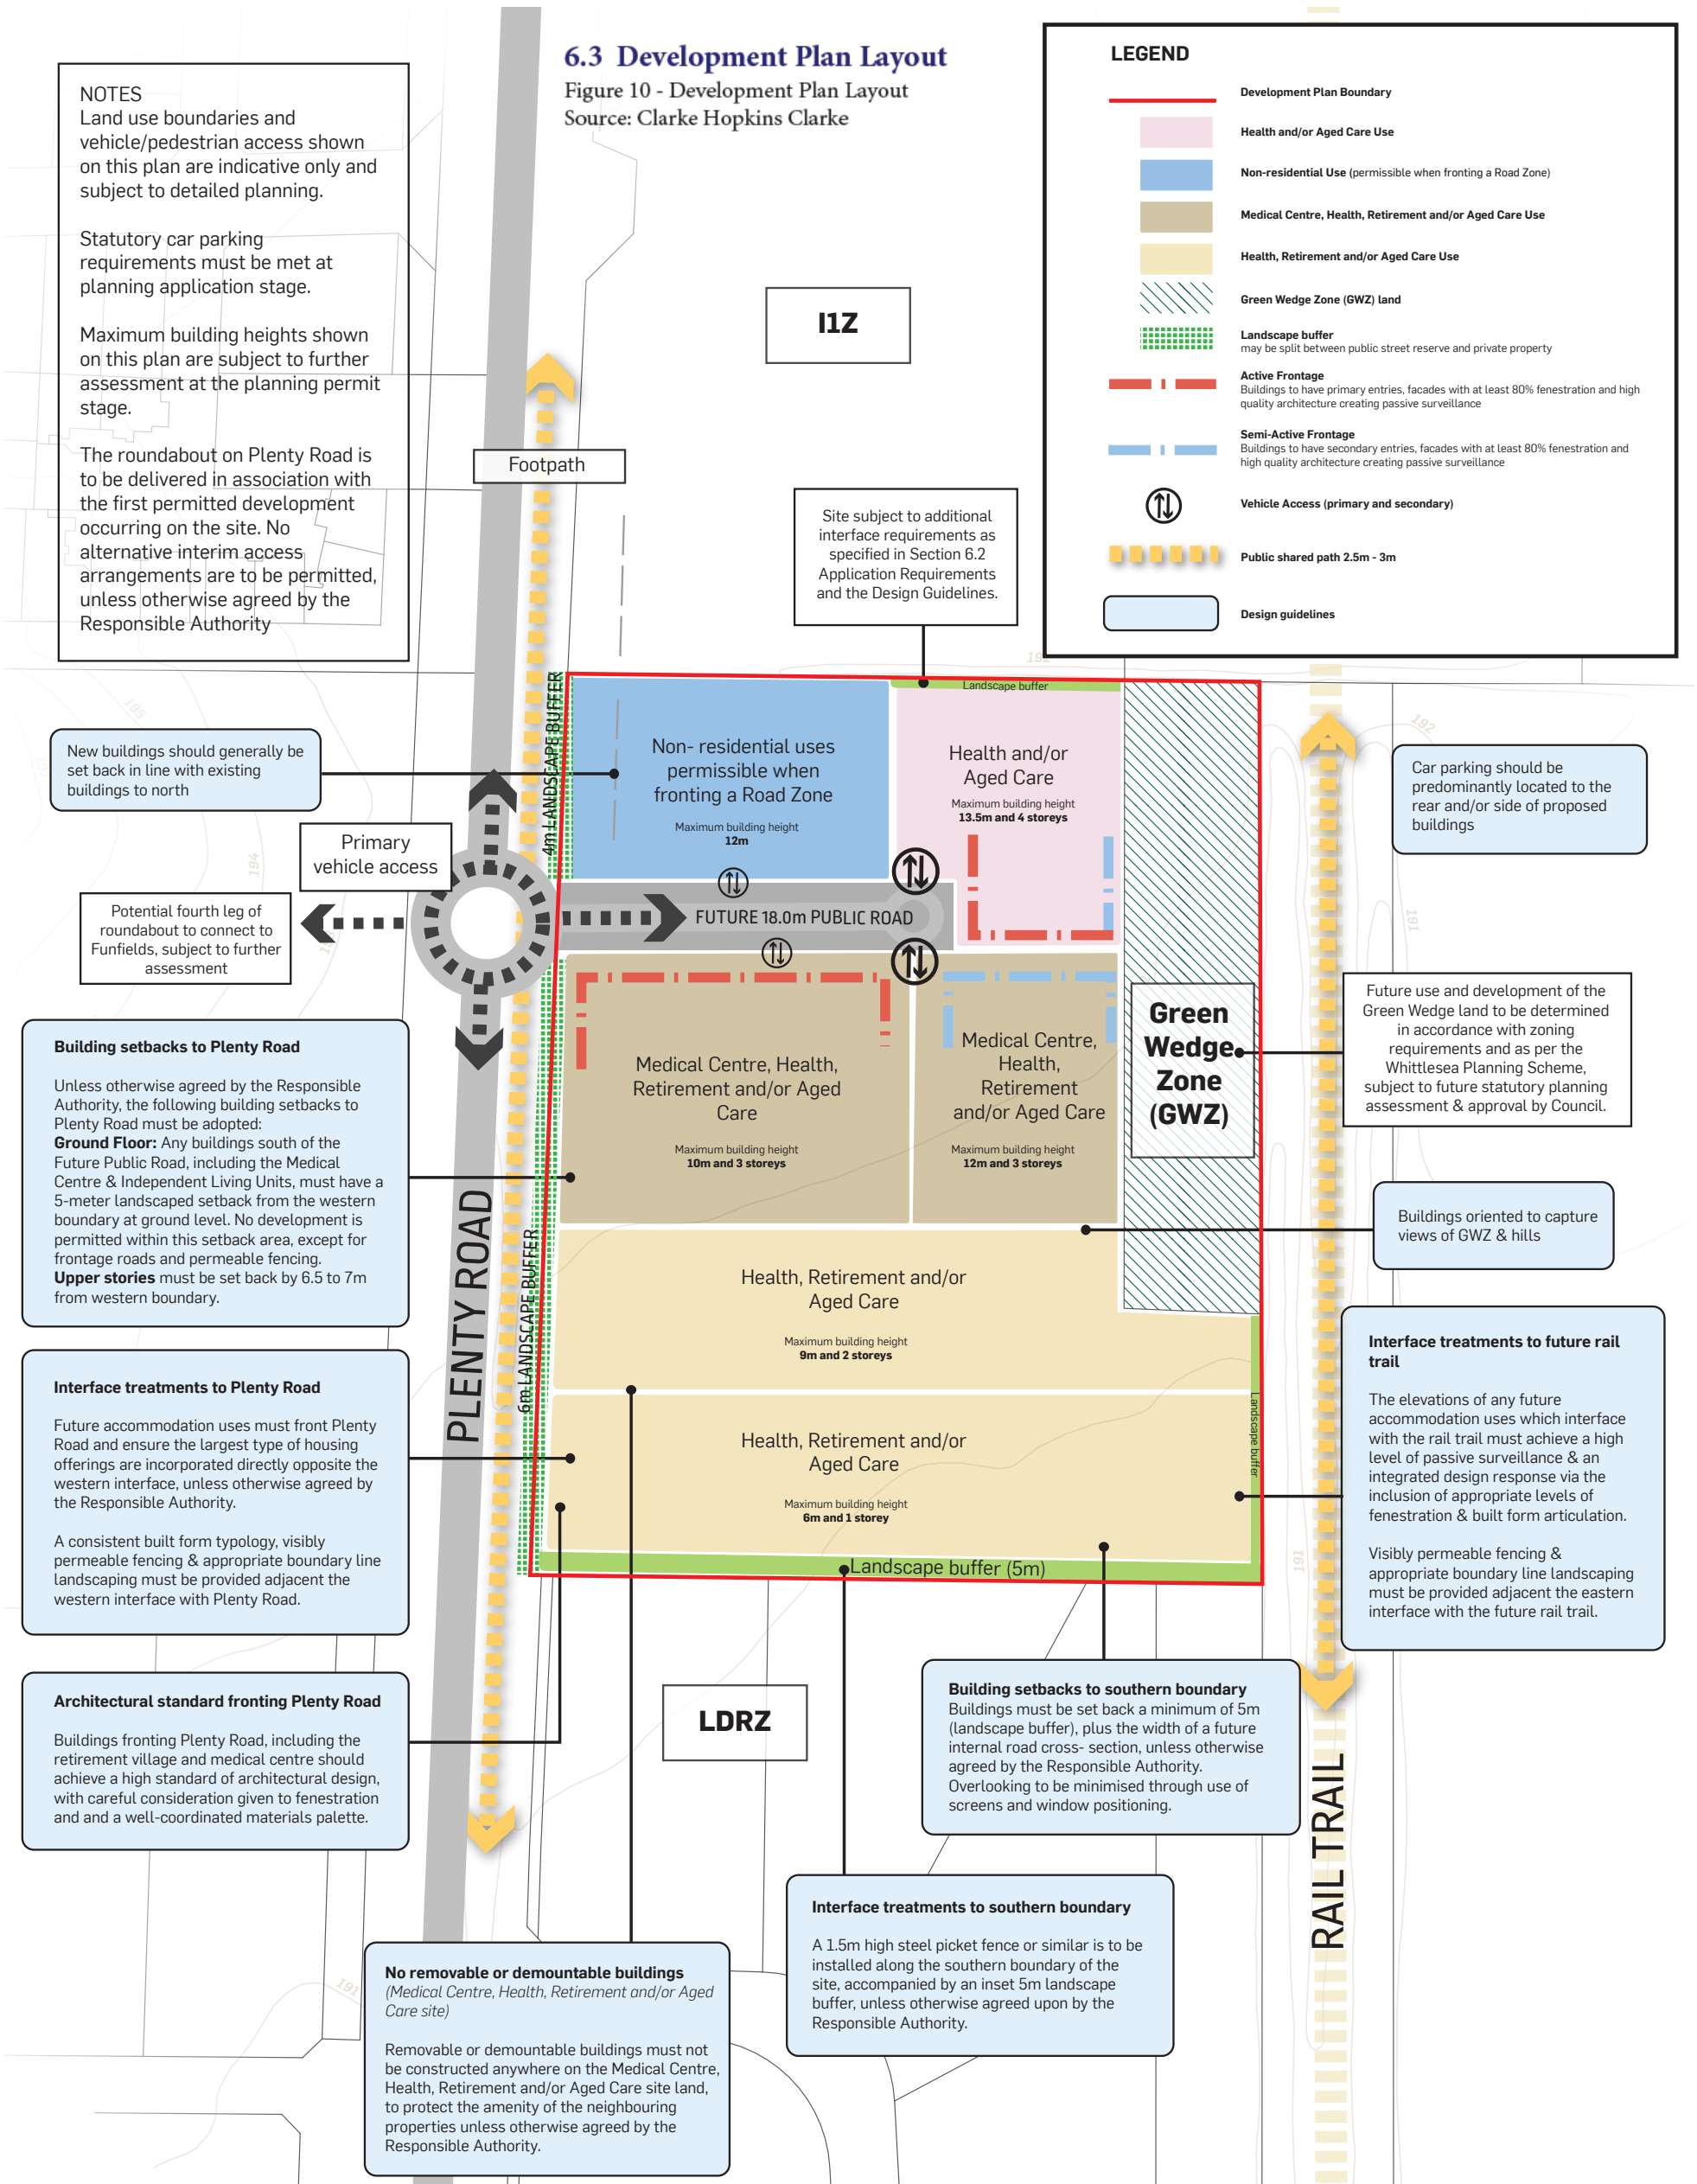 6.3 Development Plan Layout
Figure 10 - Development Plan Layout
Source: Clarke Hopkins Clarke
NOTES
Land use boundaries and
vehicle/pedestrian access shown
on this plan are indicative only and
subject to detailed planning.
Statutory car parking
requirements must be met at
planning application stage.
Maximum building heights shown
on this plan are subject to further
assessment at the planning permit
stage.
The roundabout on Plenty Road is
to be delivered in association with
the first permitted development
occurring on the site. No
alternative interim access
arrangements are to be permitted,
unless otherwise agreed by the
Responsible Authority
LEGEND
Development Plan Boundary
Health and/or Aged Care Use
Non-residential Use (permissible when fronting a Road Zone)
Medical Centre, Health, Retirement and/or Aged Care Use
Health, Retirement and/or Aged Care Use
Green Wedge Zone (GWZ) land
Landscape buffer
may be split between public street reserve and private property
Active Frontage
Buildings to have primary entries, facades with at least 80% fenestration and high
quality architecture creating passive surveillance
Semi-Active Frontage
Buildings to have secondary entries, facades with at least 80% fenestration and
high quality architecture creating passive surveillance
Vehicle Access (primary and secondary)
Public shared path 2.5m - 3m
Design guidelines
I1Z
Footpath
Site subject to additional
interface requirements as
specified in Section 6.2
Application Requirements
and the Design Guidelines.
192
Landscape buffer
195
4m LANDSCAPE BUFFER
New buildings should generally be
set back in line with existing
buildings to north
Non- residential uses
permissible when
fronting a Road Zone
Maximum building height
12m
Health and/or
Aged Care
Maximum building height
13.5m and 4 storeys
192
Car parking should be
predominantly located to the
rear and/or side of proposed
buildings
Primary
vehicle access
194
Potential fourth leg of
roundabout to connect to
Funfields, subject to further
assessment
FUTURE 18.0m PUBLIC ROAD
191
Green
Wedge
Zone
(GWZ)
Future use and development of the
Green Wedge land to be determined
in accordance with zoning
requirements and as per the
Whittlesea Planning Scheme,
subject to future statutory planning
assessment & approval by Council.
Building setbacks to Plenty Road
Unless otherwise agreed by the Responsible
Authority, the following building setbacks to
Plenty Road must be adopted:
Ground Floor: Any buildings south of the
Future Public Road, including the Medical
Centre & Independent Living Units, must have a
5-meter landscaped setback from the western
boundary at ground level. No development is
permitted within this setback area, except for
frontage roads and permeable fencing.
Upper stories must be set back by 6.5 to 7m
from western boundary.
Medical Centre, Health,
Retirement and/or Aged
Care
Maximum building height
10m and 3 storeys
Medical Centre,
Health,
Retirement
and/or Aged Care
Maximum building height
12m and 3 storeys
Buildings oriented to capture
views of GWZ & hills
PLENTY ROAD
6m LANDSCAPE BUFFER
Health, Retirement and/or
Aged Care
Maximum building height
9m and 2 storeys
Interface treatments to Plenty Road
Future accommodation uses must front Plenty
Road and ensure the largest type of housing
offerings are incorporated directly opposite the
western interface, unless otherwise agreed by
the Responsible Authority.
A consistent built form typology, visibly
permeable fencing & appropriate boundary line
landscaping must be provided adjacent the
western interface with Plenty Road.
Health, Retirement and/or
Aged Care
Maximum building height
6m and 1 storey
Landscape buffer
Landscape buffer (5m)
191
Interface treatments to future rail
trail
The elevations of any future
accommodation uses which interface
with the rail trail must achieve a high
level of passive surveillance & an
integrated design response via the
inclusion of appropriate levels of
fenestration & built form articulation.
Visibly permeable fencing &
appropriate boundary line landscaping
must be provided adjacent the eastern
interface with the future rail trail.
Architectural standard fronting Plenty Road
Buildings fronting Plenty Road, including the
retirement village and medical centre should
achieve a high standard of architectural design,
with careful consideration given to fenestration
and and a well-coordinated materials palette.
LDRZ
Building setbacks to southern boundary
Buildings must be set back a minimum of 5m
(landscape buffer), plus the width of a future
internal road cross- section, unless otherwise
agreed by the Responsible Authority.
Overlooking to be minimised through use of
screens and window positioning.
RAIL TRAIL
Interface treatments to southern boundary
A 1.5m high steel picket fence or similar is to be
installed along the southern boundary of the
site, accompanied by an inset 5m landscape
buffer, unless otherwise agreed upon by the
Responsible Authority.
191
No removable or demountable buildings
(Medical Centre, Health, Retirement and/or Aged
Care site)
Removable or demountable buildings must not
be constructed anywhere on the Medical Centre,
Health, Retirement and/or Aged Care site land,
to protect the amenity of the neighbouring
properties unless otherwise agreed by the
Responsible Authority.